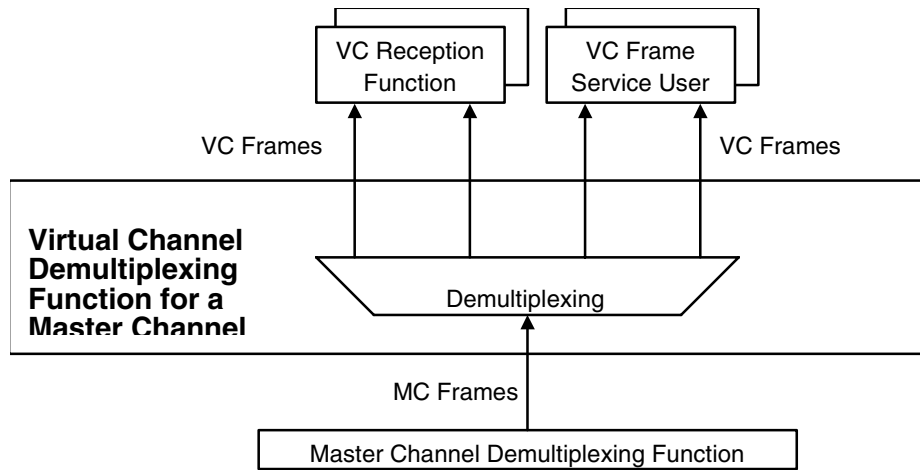 VC Reception
Function
VC Frame
Service User
VC Frames
VC Frames
Virtual Channel
Demultiplexing
Function for a
Master Channel
Demultiplexing
MC Frames
Master Channel Demultiplexing Function